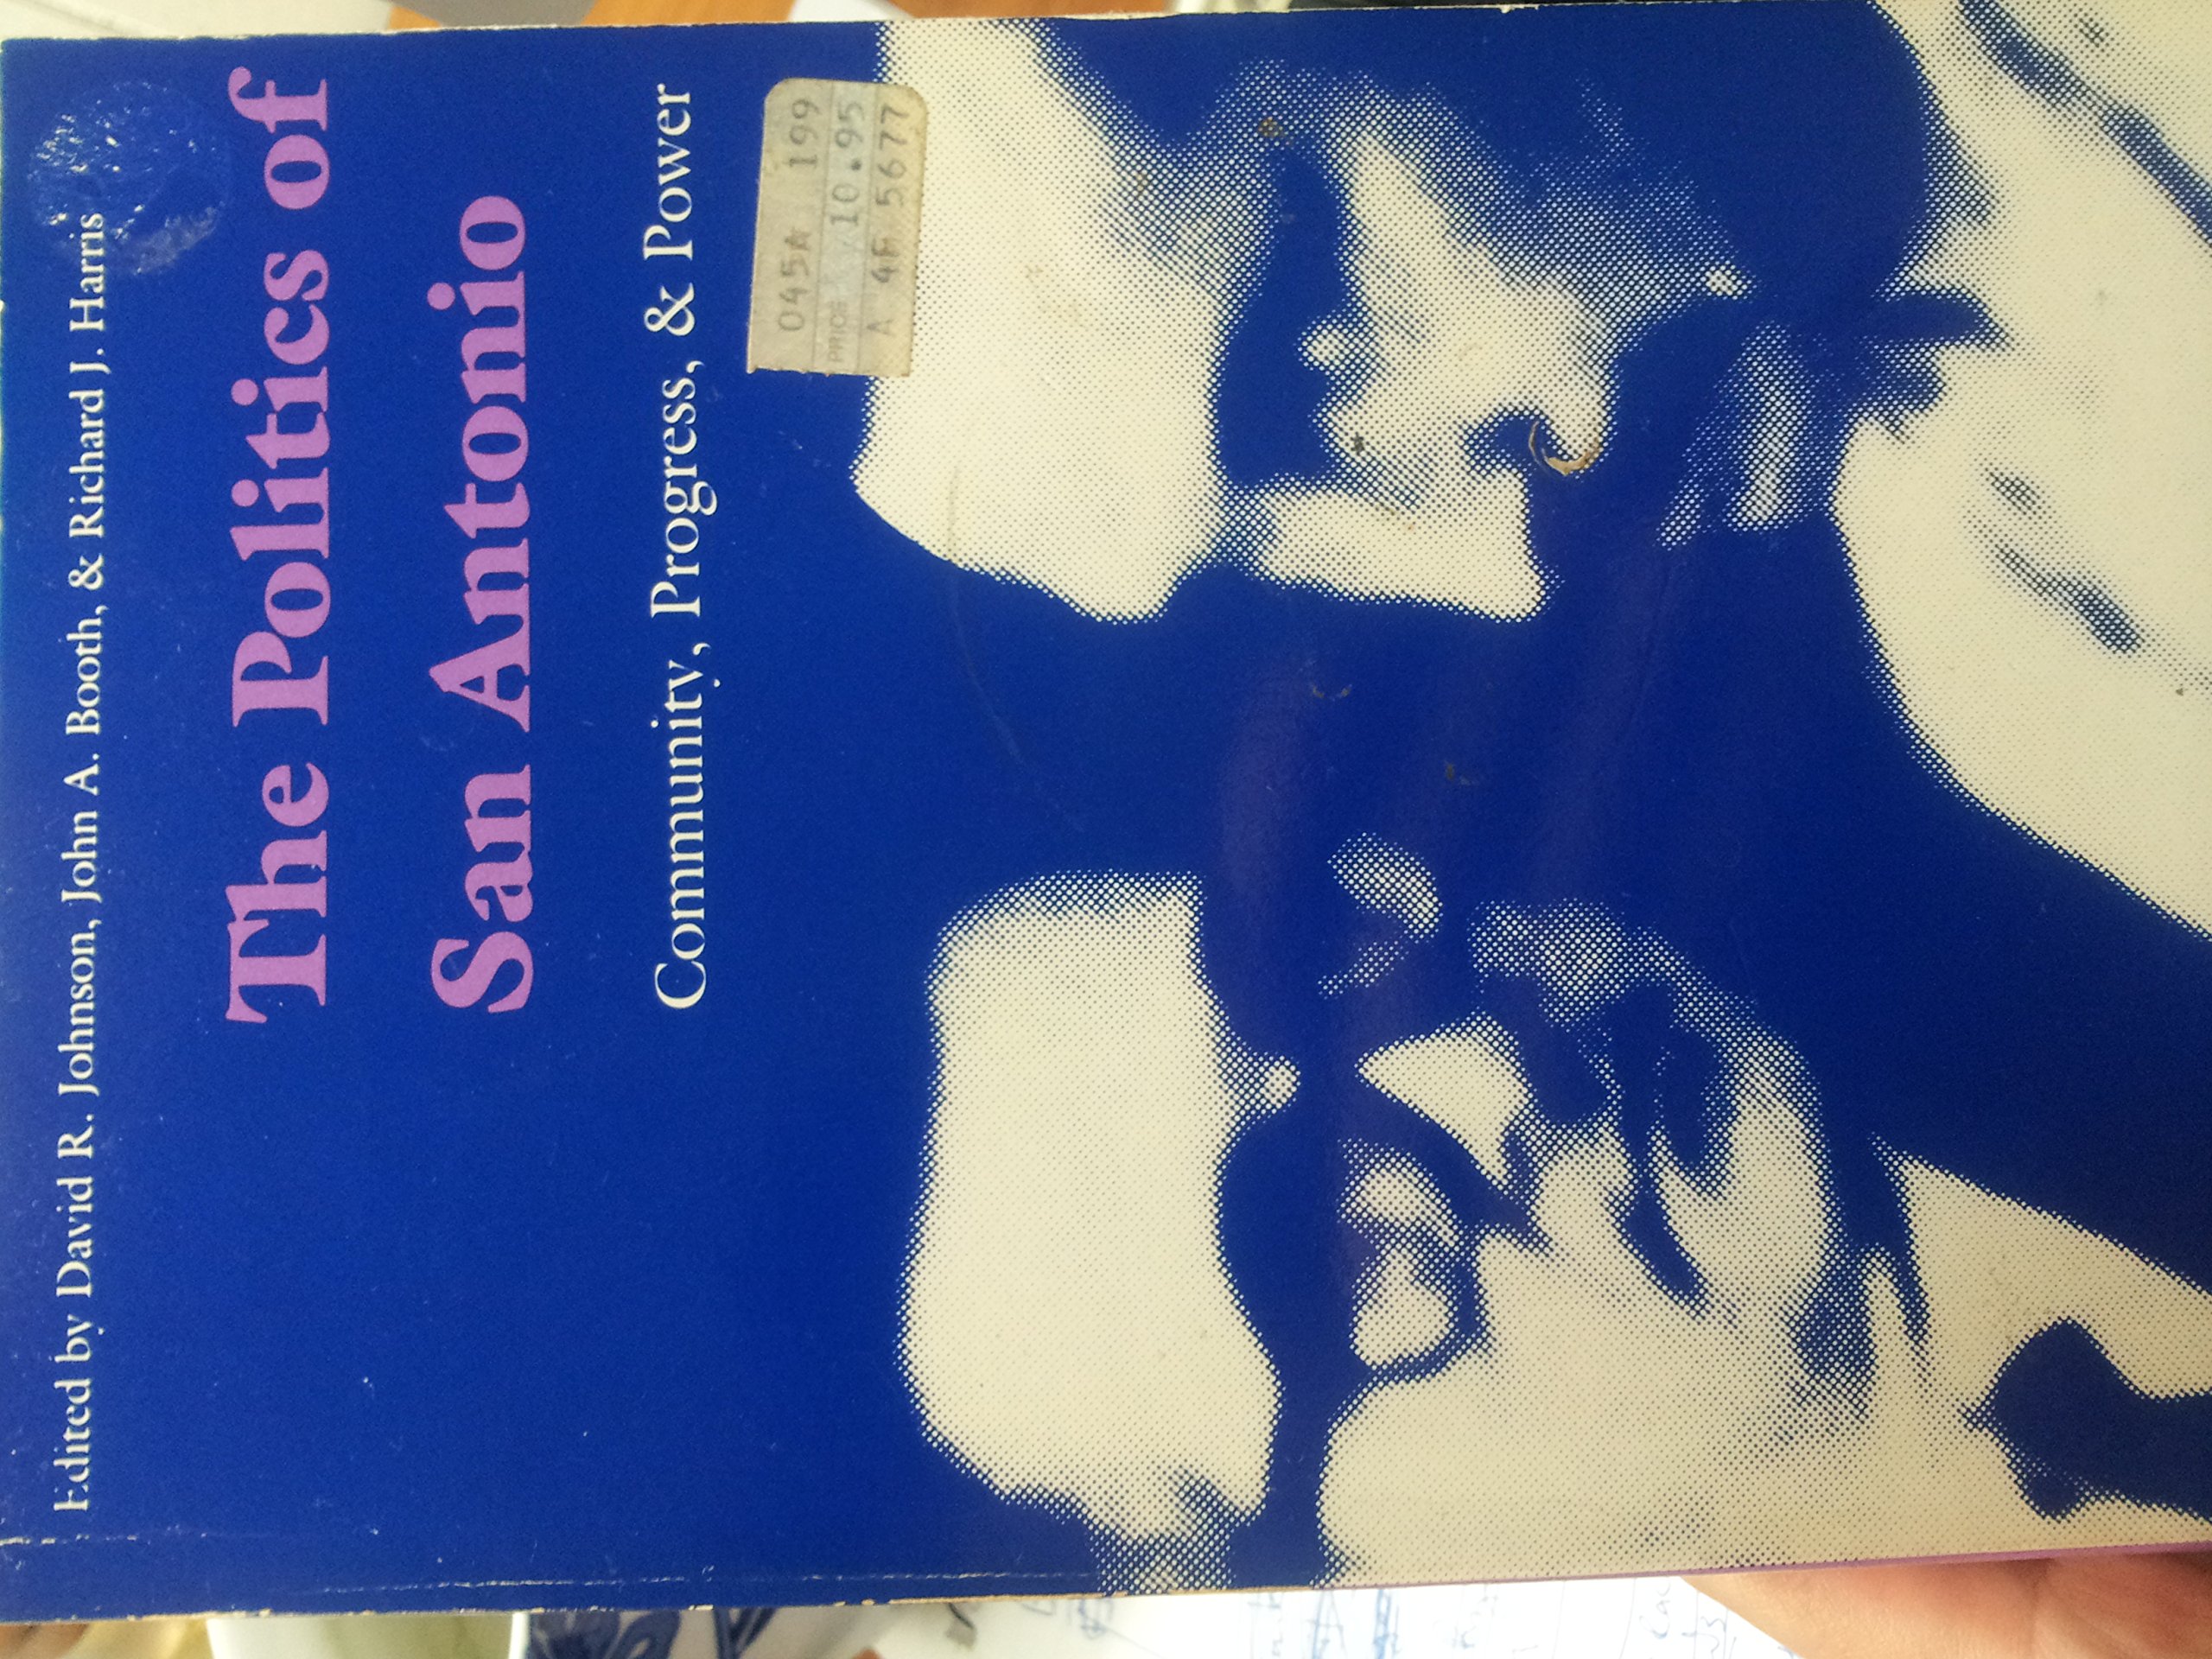 Edited by David R. Johnson, John A. Booth, & Richard J. Harris
The Politics of
San Antonio
Community, Progress, & Power
045A 199
PRICE 10.95
A 4F 5677